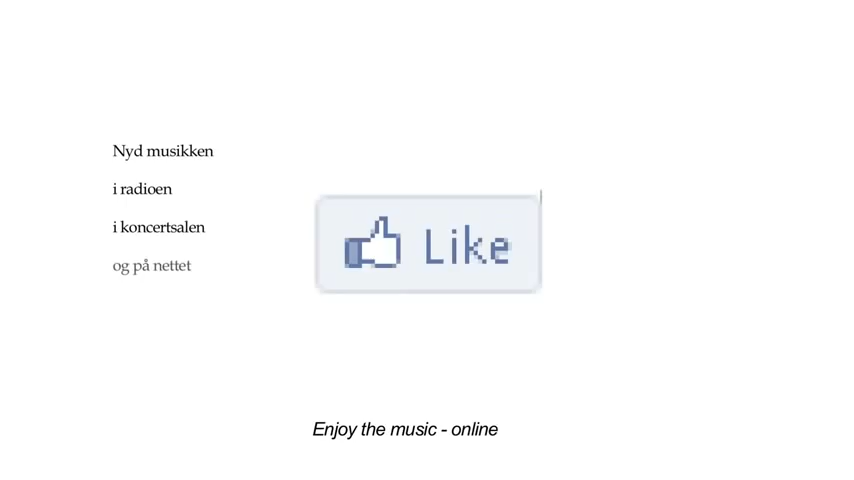 Nyd musikken
i radioen
i koncertsalen
og på nettet
Like
Enjoy the music - online